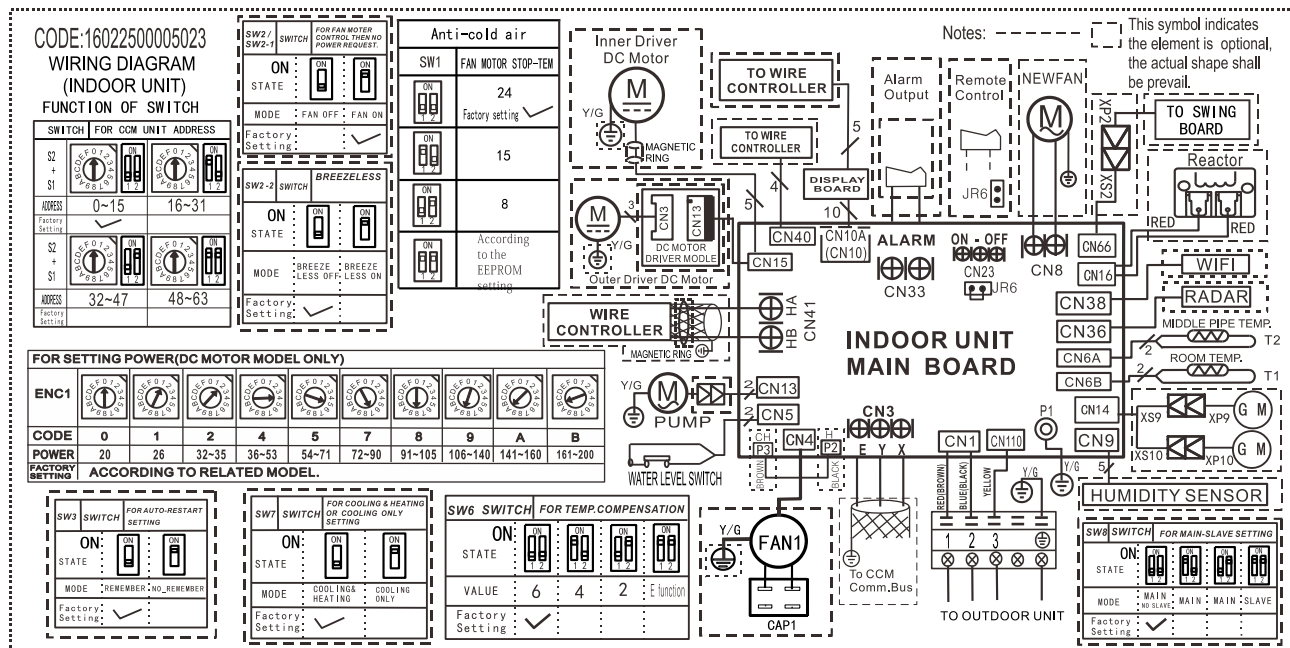 CODE:16022500005023
WIRING DIAGRAM
(INDOOR UNIT)
FUNCTION OF SWITCH
SWITCH FOR CCM UNIT ADDRESS
S2
+
S1
ADDRESS 0~15 16~31
Factory
Setting
S2
+
S1
ADDRESS 32~47 48~63
Factory
Setting
SW2/
SW2-1 SWITCH FOR FAN MOTER
CONTROL THEN NO
POWER REQUEST.
ON
STATE
MODE FAN OFF FAN ON
Factory
Setting
SW2-2 SWITCH BREEZELESS
ON
STATE
MODE BREEZE
LESS OFF BREEZE
LESS ON
Factory
Setting
Anti-cold air
SW1 FAN MOTOR STOP-TEM
24
Factory setting
15
8
According
to the
EEPROM
setting
Inner Driver
DC Motor
M
Y/G
MAGNETIC
RING
M
3
Y/G
CN3
CN13
DC MOTOR
DRIVER MODLE
Outer Driver DC Motor
TO WIRE
CONTROLLER
5
TO WIRE
CONTROLLER
4
5
DISPLAY
BOARD
10
Alarm
Output
Remote
Control
JR6
NEWFAN
M
Notes:
This symbol indicates
the element is optional,
the actual shape shall
be prevail.
XP2
XS2
TO SWING
BOARD
Reactor
RED
RED
CN15
CN40
CN10A
(CN10)
ALARM
CN33
ON - OFF
CN23
JR6
CN8
CN66
CN16
CN38
WIFI
CN36
RADAR
CN6A
2
MIDDLE PIPE TEMP.
T2
CN6B
2
ROOM TEMP.
T1
CN14
XS9
XP9
G M
XS10
XP10
G M
CN9
5
HUMIDITY SENSOR
INDOOR UNIT
MAIN BOARD
WIRE
CONTROLLER
MAGNETIC RING
HA
HB
CN41
Y/G
M
PUMP
2
CN13
2
CN5
WATER LEVEL SWITCH
CH
P3
BROWN
CN4
H
P2
BLACK
CN3
E Y X
To CCM
Comm.Bus
Y/G
FAN1
CAP1
CN1
CN110
P1
RED(BROWN)
BLUE(BLACK)
YELLOW
Y/G
Y/G
1 2 3
TO OUTDOOR UNIT
FOR SETTING POWER(DC MOTOR MODEL ONLY)
ENC1
CODE 0 1 2 4 5 7 8 9 A B
POWER 20 26 32~35 36~53 54~71 72~90 91~105 106~140 141~160 161~200
FACTORY
SETTING ACCORDING TO RELATED MODEL.
SW3 SWITCH FOR AUTO-RESTART
SETTING
ON
STATE
MODE REMEMBER NO_REMEMBER
Factory
Setting
SW7 SWITCH FOR COOLING & HEATING
OR COOLING ONLY
SETTING
ON
STATE
MODE COOLING&
HEATING COOLING
ONLY
Factory
Setting
SW6 SWITCH FOR TEMP.COMPENSATION
ON
STATE
VALUE 6 4 2 E function
Factory
Setting
SW8 SWITCH FOR MAIN-SLAVE SETTING
ON
STATE
MODE MAIN
NO SLAVE MAIN MAIN SLAVE
Factory
Setting